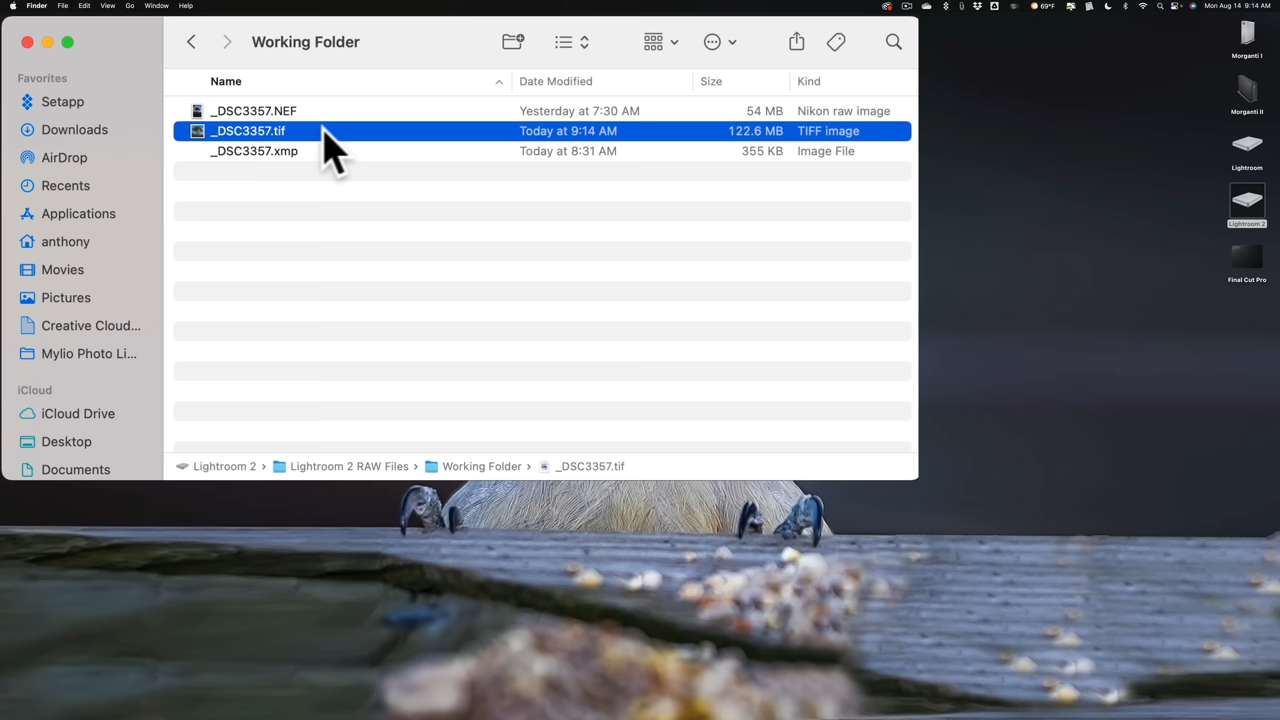 Finder File Edit View Go Window Help
69°F Mon Aug 14 9:14 AM
Working Folder
Favorites
Setapp
Downloads
AirDrop
Recents
Applications
anthony
Movies
Pictures
Creative Cloud...
Mylio Photo Li...
iCloud
iCloud Drive
Desktop
Documents
Name Date Modified Size Kind
_DSC3357.NEF Yesterday at 7:30 AM 54 MB Nikon raw image
_DSC3357.tif Today at 9:14 AM 122.6 MB TIFF image
_DSC3357.xmp Today at 8:31 AM 355 KB Image File
Lightroom 2 › Lightroom 2 RAW Files › Working Folder › _DSC3357.tif
Morganti I
Morganti II
Lightroom
Lightroom 2
Final Cut Pro